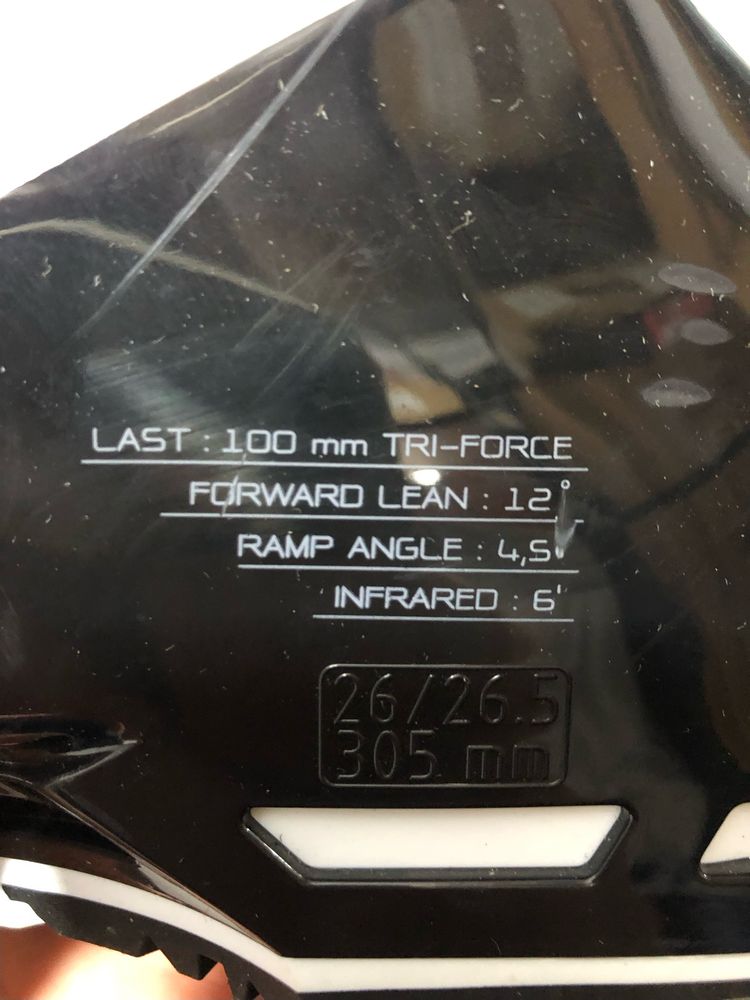 LAST : 100 mm TRI-FORCE
FORWARD LEAN : 12°
RAMP ANGLE : 4,5°
INFRARED : 6'
26/26.5
305 mm